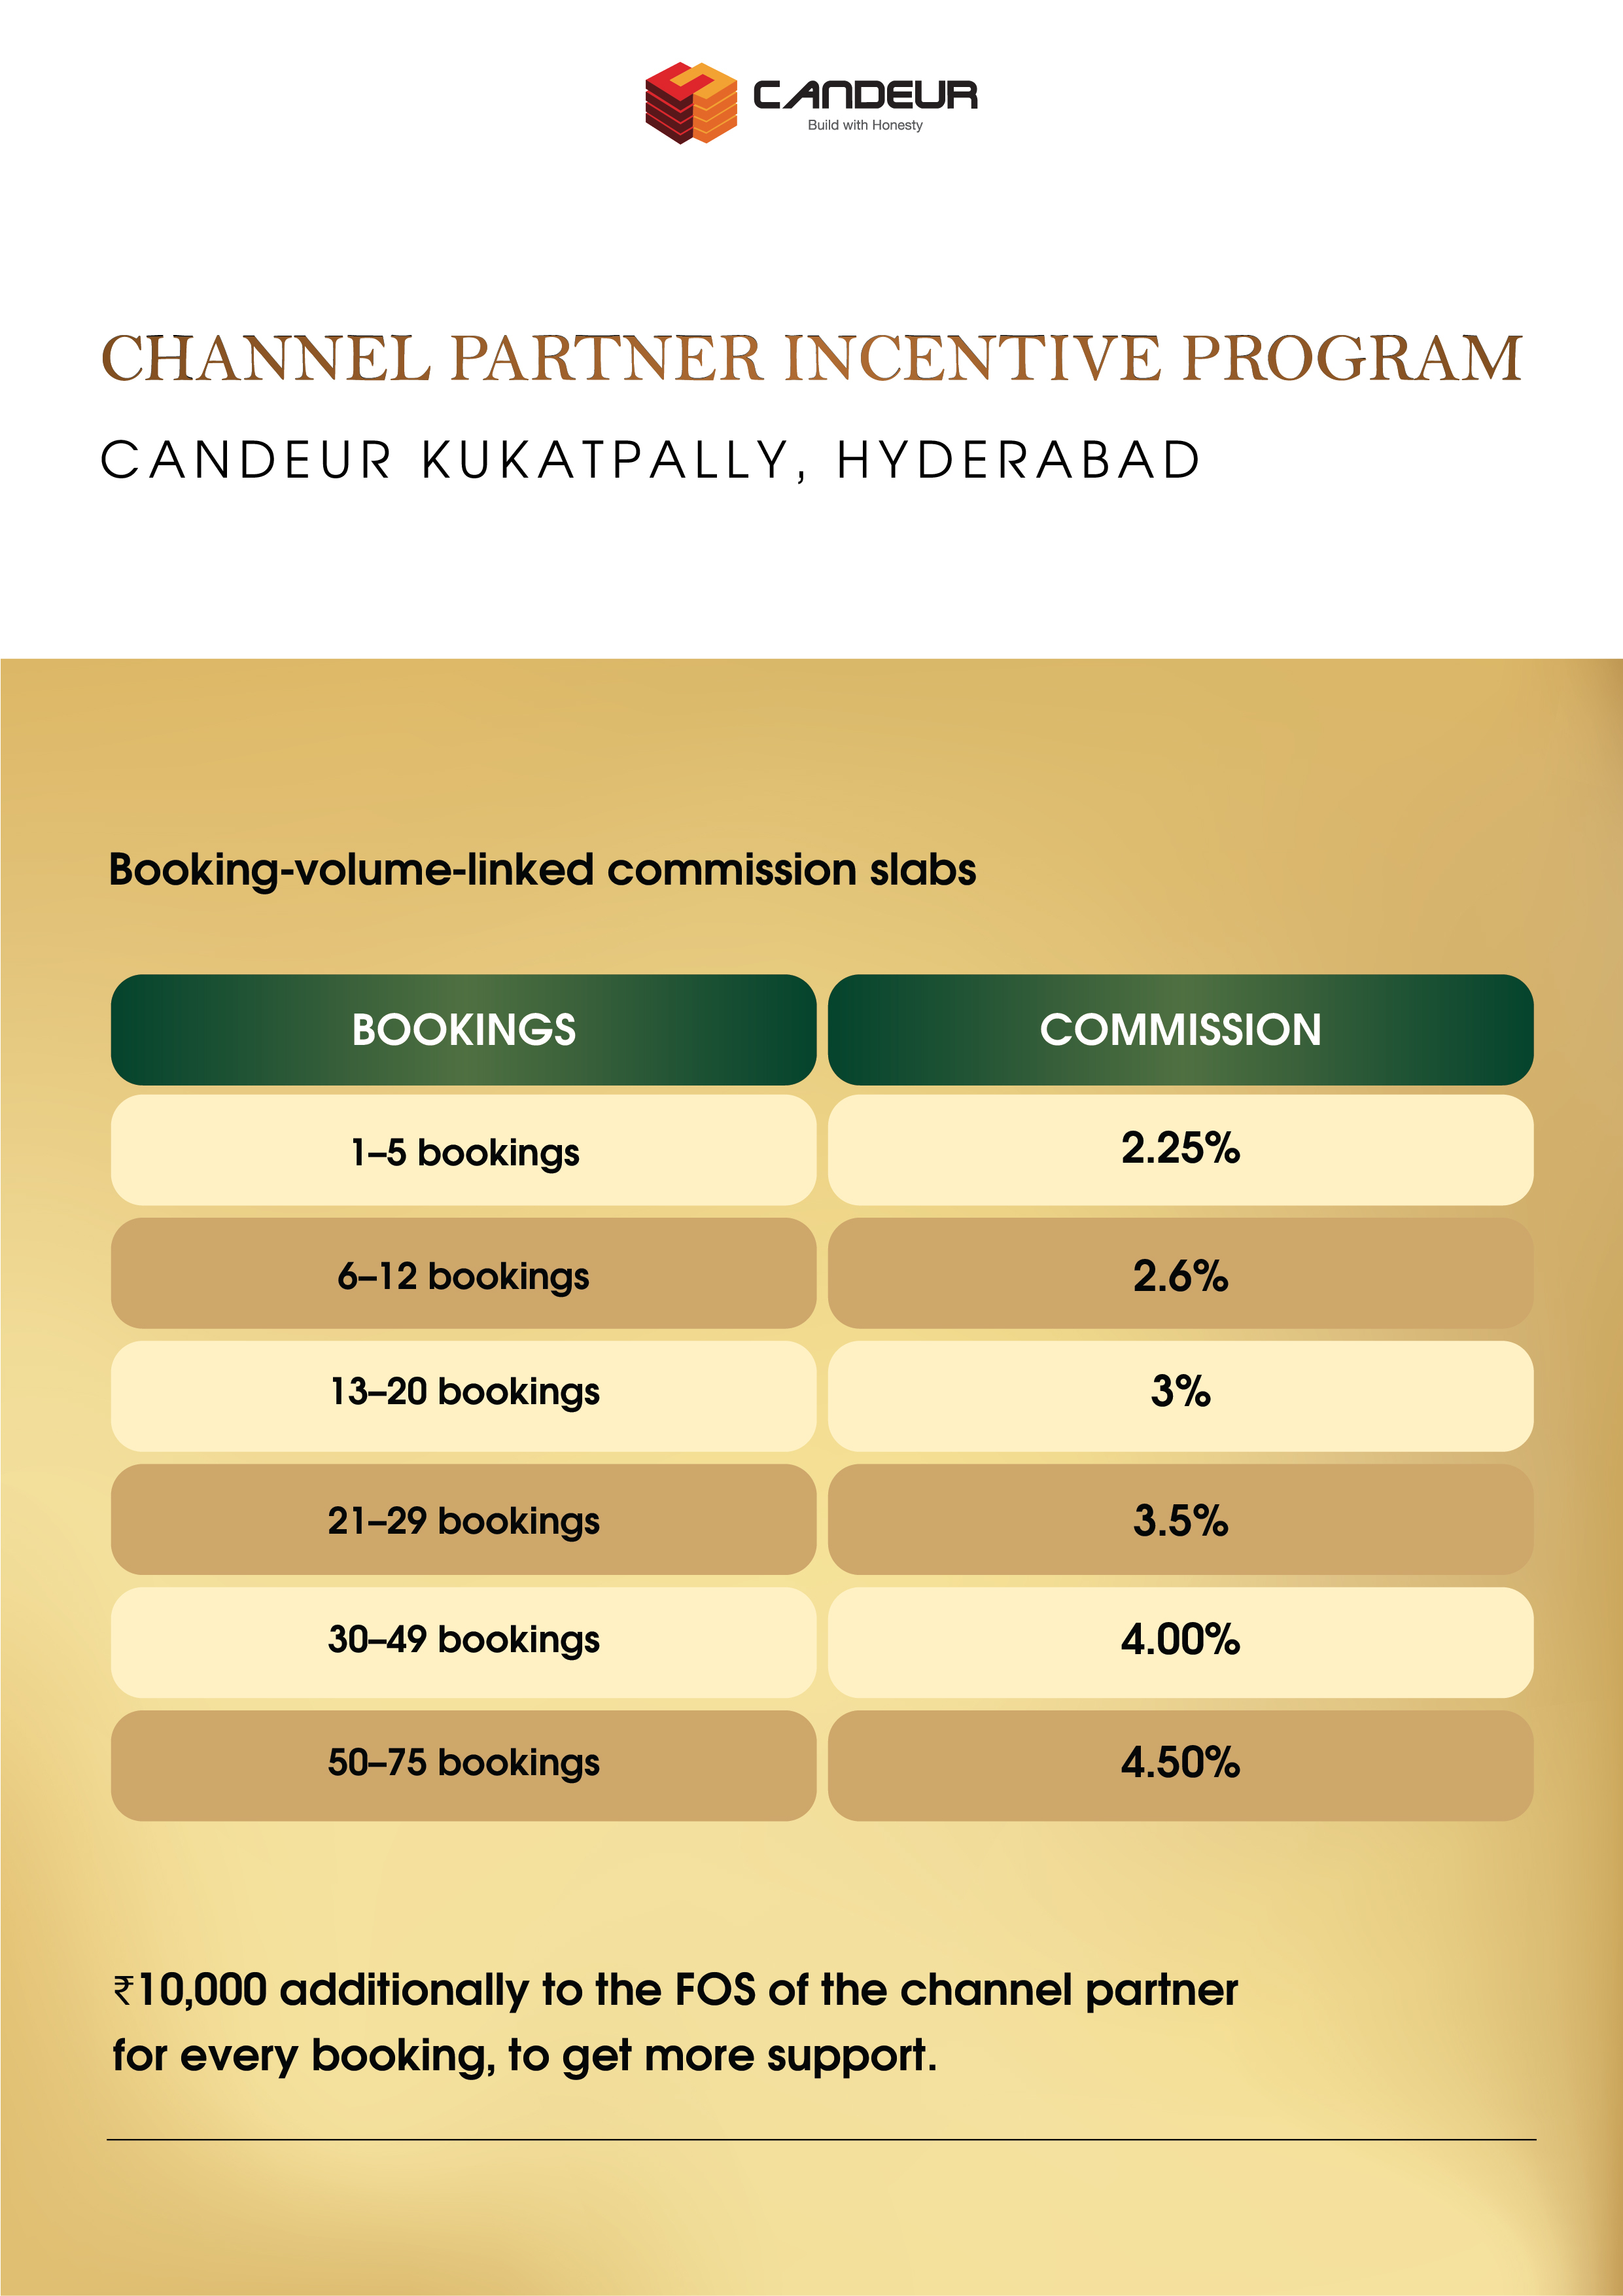 CANDEUR
Build with Honesty
CHANNEL PARTNER INCENTIVE PROGRAM
CANDEUR KUKATPALLY, HYDERABAD
Booking-volume-linked commission slabs
BOOKINGS COMMISSION
1–5 bookings 2.25%
6–12 bookings 2.6%
13–20 bookings 3%
21–29 bookings 3.5%
30–49 bookings 4.00%
50–75 bookings 4.50%
₹10,000 additionally to the FOS of the channel partner
for every booking, to get more support.